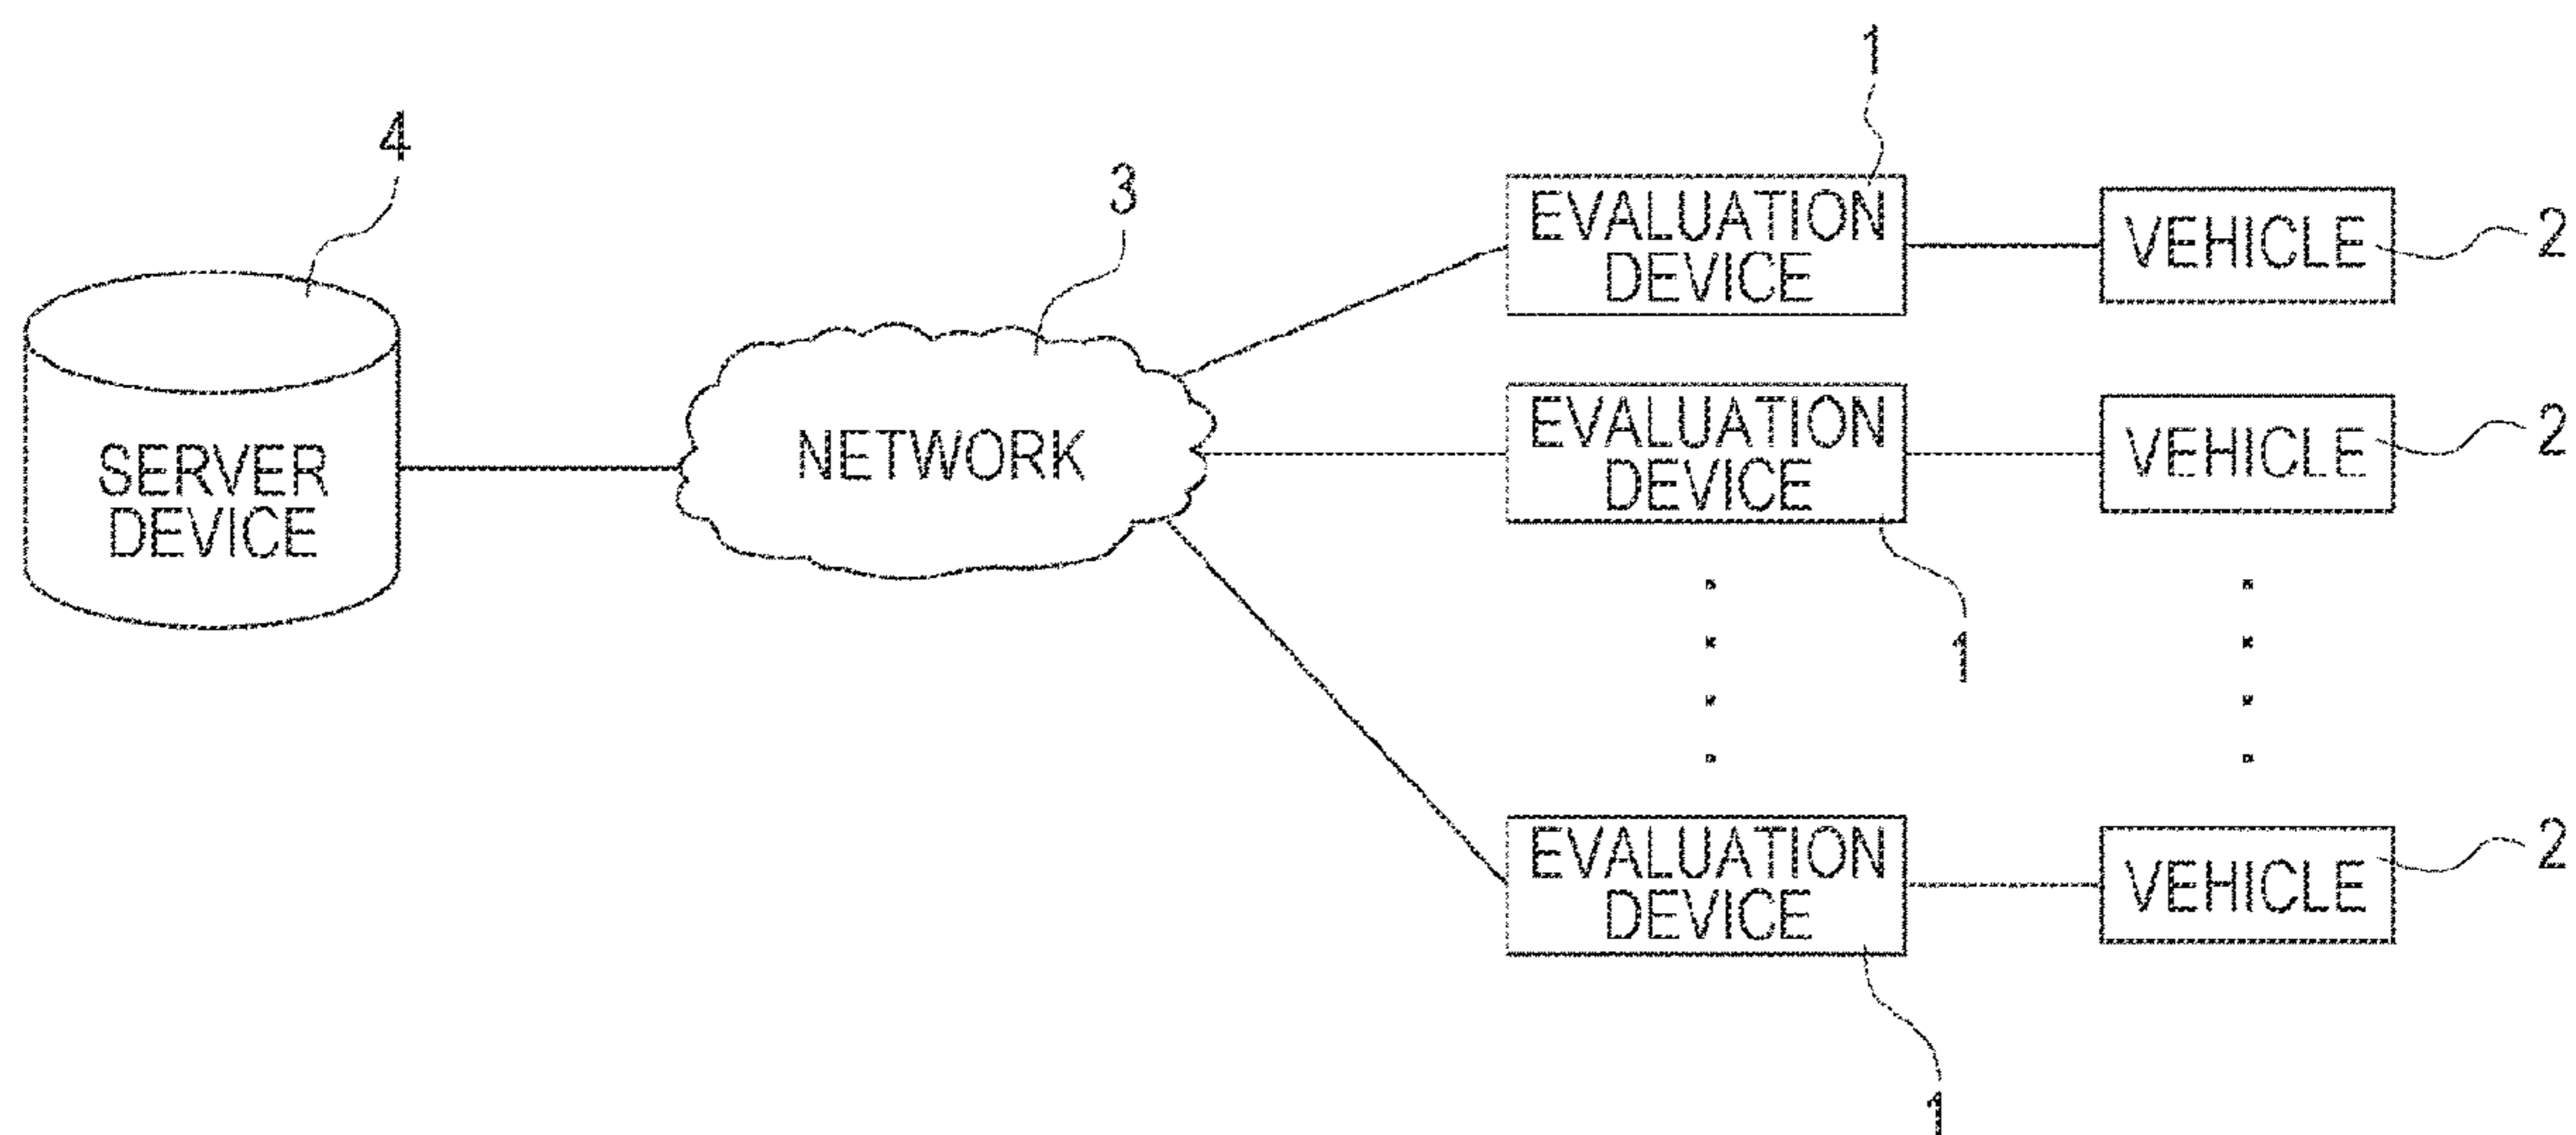 1
4
3
EVALUATION
DEVICE
VEHICLE
2
SERVER
DEVICE
NETWORK
EVALUATION
DEVICE
VEHICLE
2
1
EVALUATION
DEVICE
VEHICLE
2
1